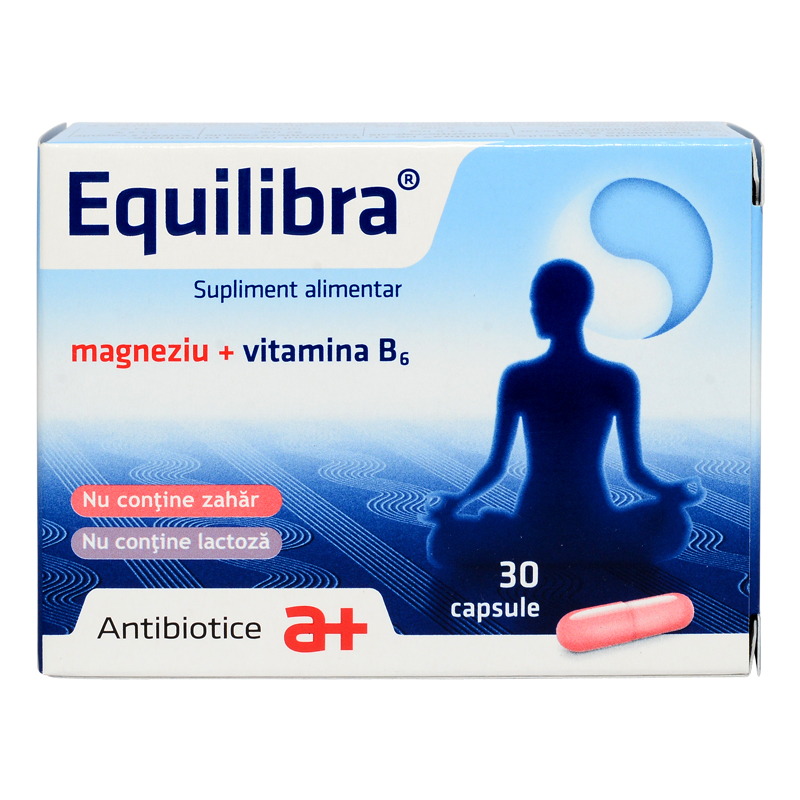 Equilibra®
Supliment alimentar
magneziu + vitamina B₆
Nu conţine zahăr
Nu conţine lactoză
30
capsule
Antibiotice a+